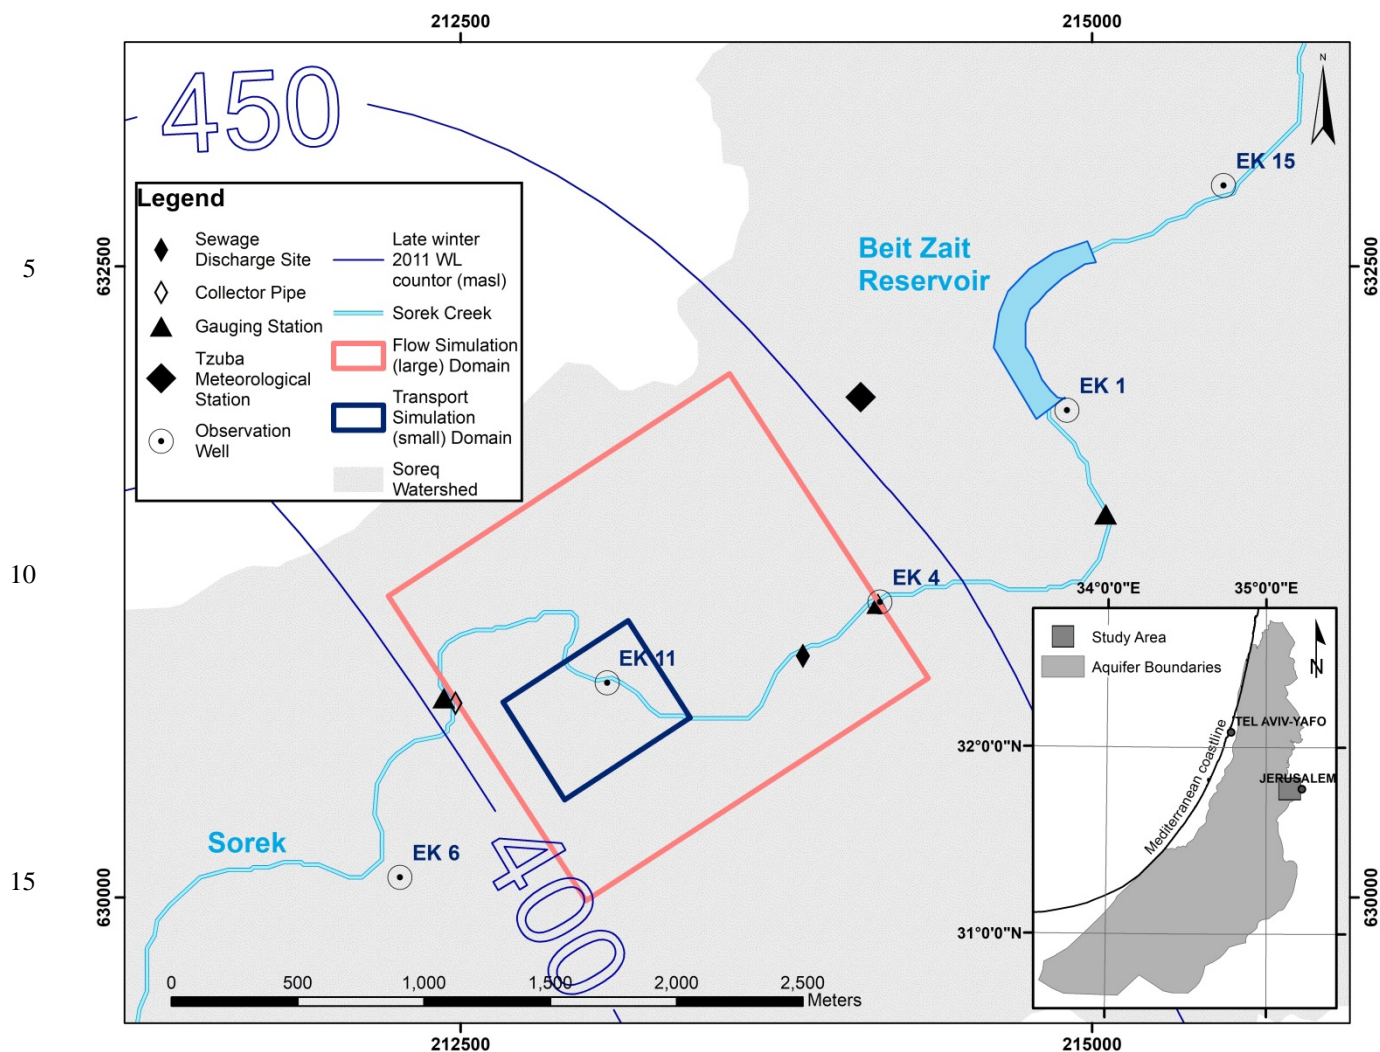 212500
215000
450
EK 15
Legend
Sewage
Discharge Site
Collector Pipe
Gauging Station
Tzuba
Meteorological
Station
Observation
Well
Late winter
2011 WL
countor (masl)
Sorek Creek
Flow Simulation
(large) Domain
Transport
Simulation
(small) Domain
Soreq
Watershed
N
Beit Zait
Reservoir
5
632500
632500
EK 1
10
EK 4
EK 11
34°0'0"E
35°0'0"E
Study Area
Aquifer Boundaries
N
TEL AVIV-YAFO
32°0'0"N
JERUSALEM
Mediterranean coastline
31°0'0"N
Sorek
EK 6
400
15
630000
630000
0
500
1,000
1,500
2,000
2,500
Meters
212500
215000